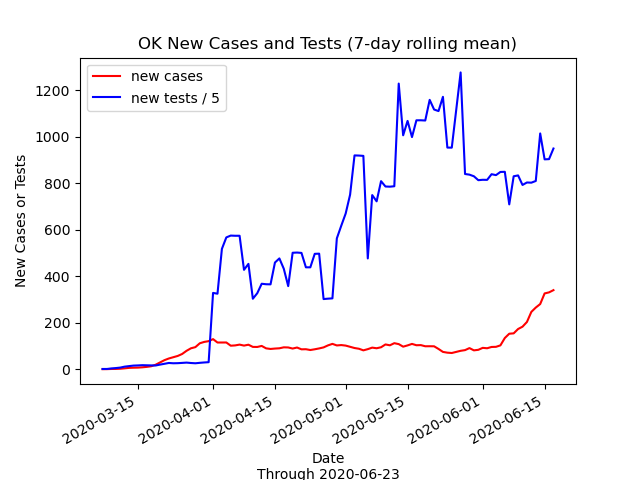 OK New Cases and Tests (7-day rolling mean)
new cases
new tests / 5
New Cases or Tests
1200
1000
800
600
400
200
0
2020-03-15
2020-04-01
2020-04-15
2020-05-01
2020-05-15
2020-06-01
2020-06-15
Date
Through 2020-06-23